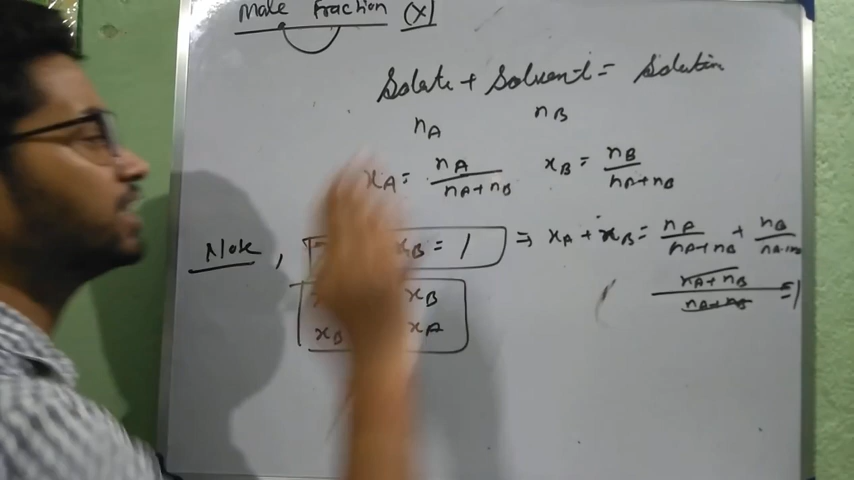 Mole Fraction (X)
Solute + Solvent = Solution
nA nB
xA = nA / nA+nB xB = nB / nA+nB
Note, xB = 1 ⇒ xA + xB = nA / nA+nB + nB / nA+nB
nA+nB / nA+nB = 1
xB
xB xA